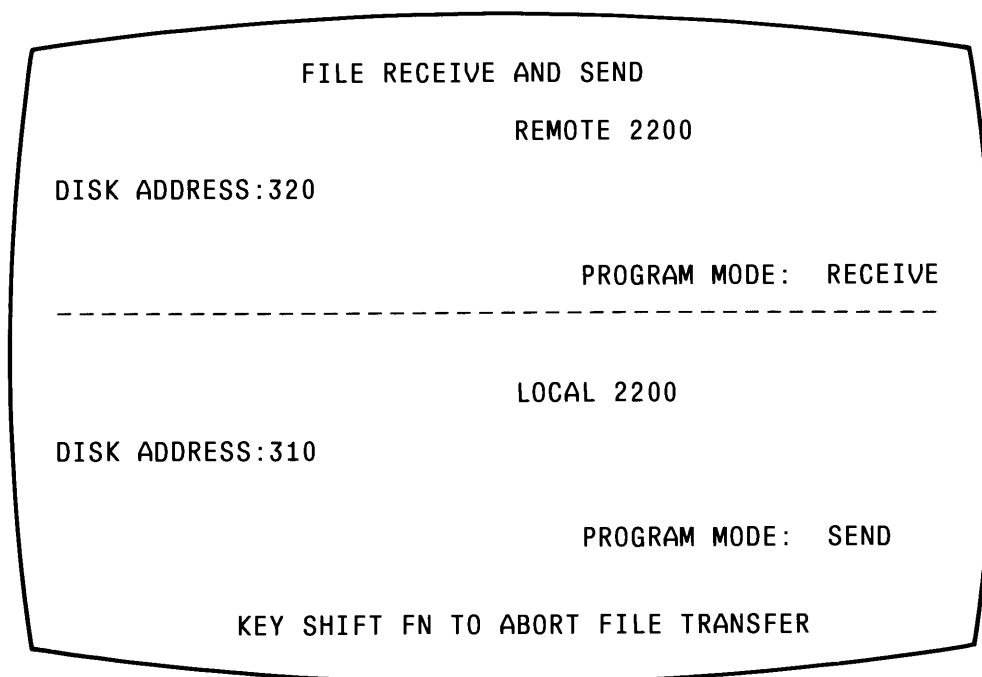 FILE RECEIVE AND SEND
REMOTE 2200
DISK ADDRESS:320
PROGRAM MODE: RECEIVE
LOCAL 2200
DISK ADDRESS:310
PROGRAM MODE: SEND
KEY SHIFT FN TO ABORT FILE TRANSFER